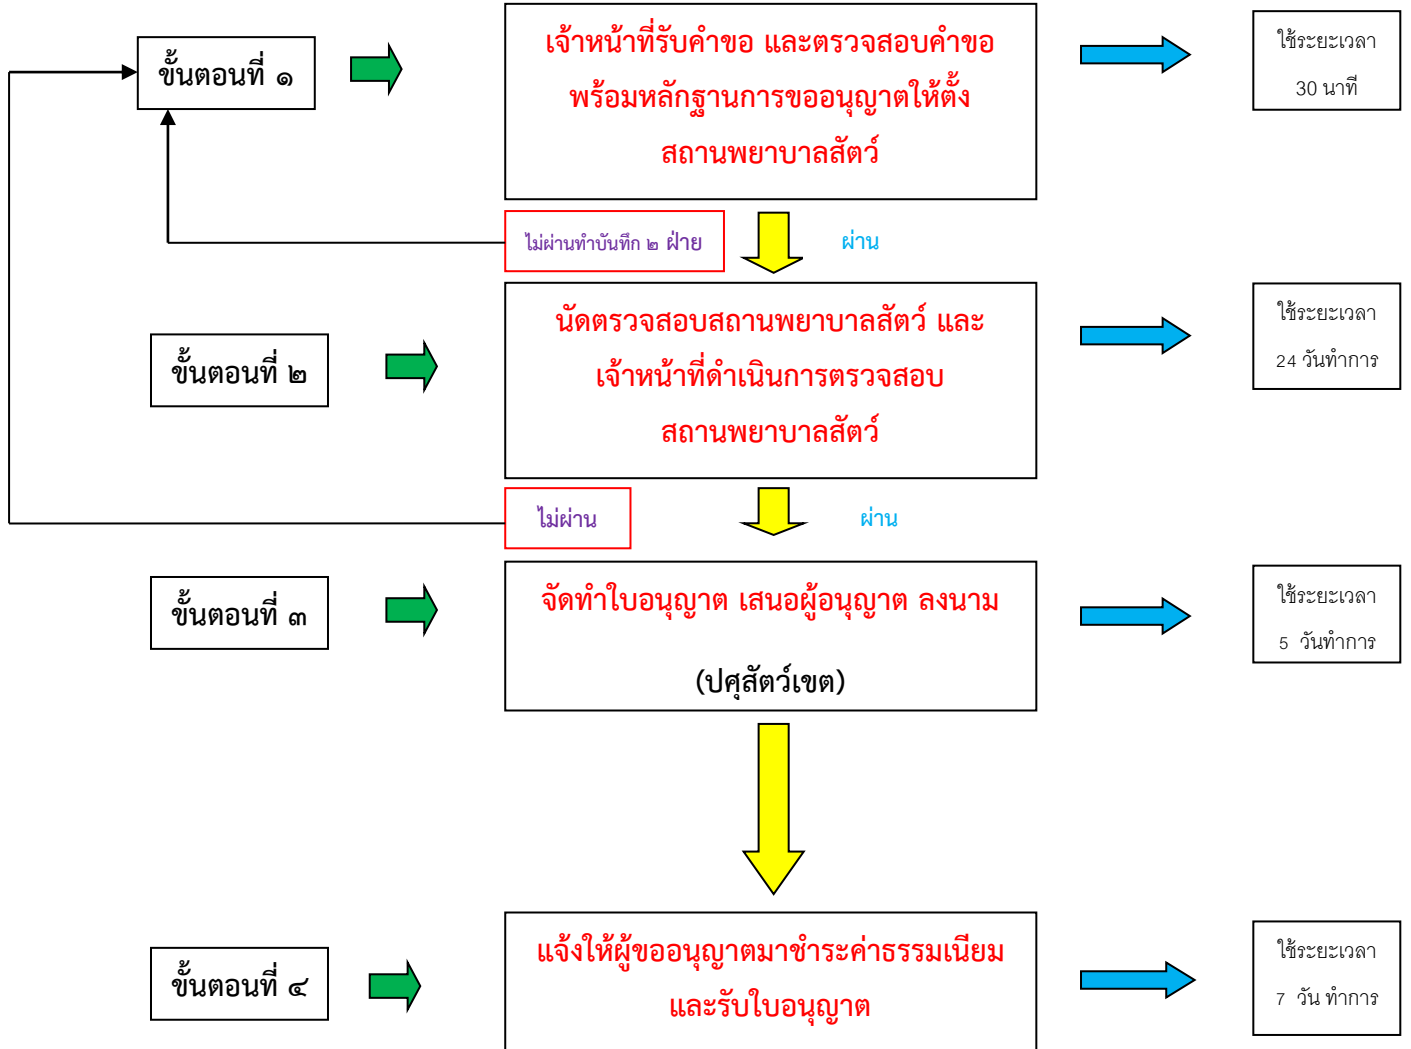 ขั้นตอนที่ ๑
เจ้าหน้าที่รับคำขอ และตรวจสอบคำขอ
พร้อมหลักฐานการขออนุญาตให้ตั้ง
สถานพยาบาลสัตว์
ใช้ระยะเวลา
30 นาที
ไม่ผ่านทำบันทึก ๒ ฝ่าย
ผ่าน
ขั้นตอนที่ ๒
นัดตรวจสอบสถานพยาบาลสัตว์ และ
เจ้าหน้าที่ดำเนินการตรวจสอบ
สถานพยาบาลสัตว์
ใช้ระยะเวลา
24 วันทำการ
ไม่ผ่าน
ผ่าน
ขั้นตอนที่ ๓
จัดทำใบอนุญาต เสนอผู้อนุญาต ลงนาม
(ปศุสัตว์เขต)
ใช้ระยะเวลา
5 วันทำการ
ขั้นตอนที่ ๔
แจ้งให้ผู้ขออนุญาตมาชำระค่าธรรมเนียม
และรับใบอนุญาต
ใช้ระยะเวลา
7 วัน ทำการ